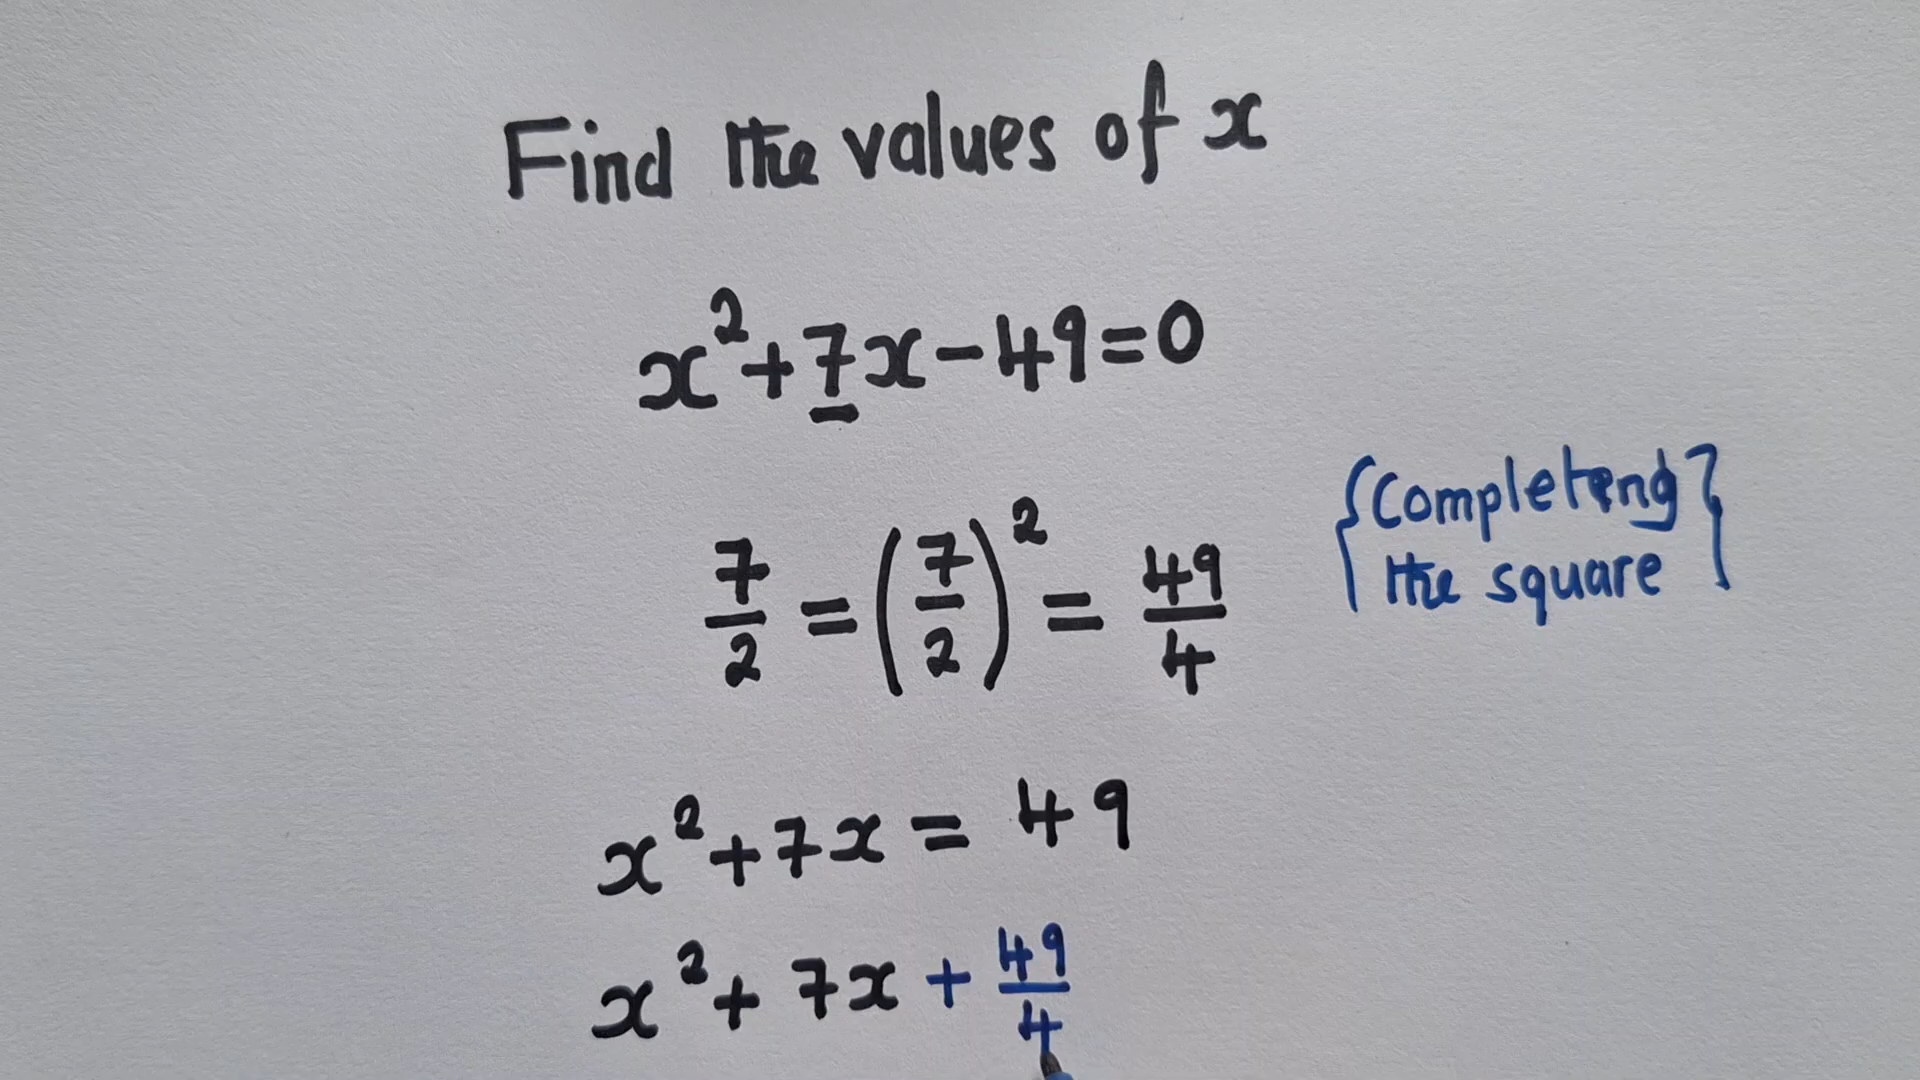 Find the values of x
x²+7x-49=0
7/2 = (7/2)² = 49/4
{Completeng
the square}
x²+7x = 49
x²+ 7x + 49/4